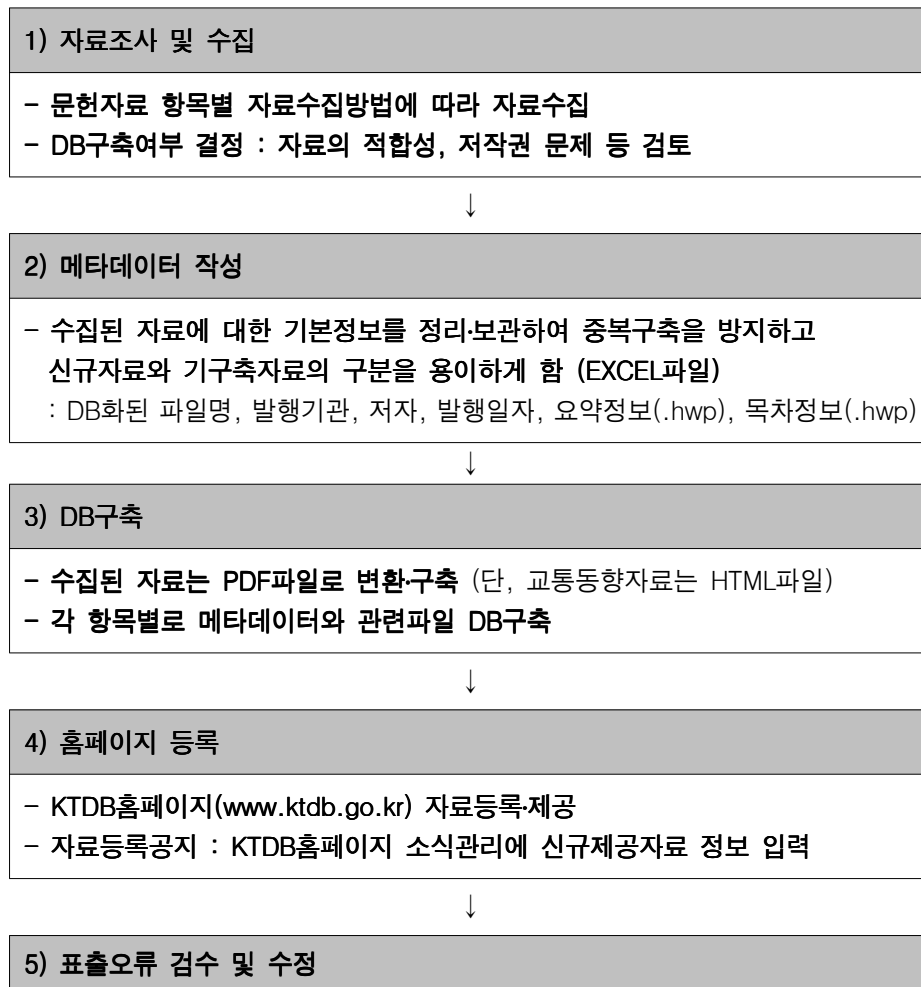 1) 자료조사 및 수집
- 문헌자료 항목별 자료수집방법에 따라 자료수집
- DB구축여부 결정 : 자료의 적합성, 저작권 문제 등 검토
↓
2) 메타데이터 작성
- 수집된 자료에 대한 기본정보를 정리·보관하여 중복구축을 방지하고
신규자료와 기구축자료의 구분을 용이하게 함 (EXCEL파일)
: DB화된 파일명, 발행기관, 저자, 발행일자, 요약정보(.hwp), 목차정보(.hwp)
↓
3) DB구축
- 수집된 자료는 PDF파일로 변환·구축 (단, 교통동향자료는 HTML파일)
- 각 항목별로 메타데이터와 관련파일 DB구축
↓
4) 홈페이지 등록
- KTDB홈페이지(www.ktdb.go.kr) 자료등록·제공
- 자료등록공지 : KTDB홈페이지 소식관리에 신규제공자료 정보 입력
↓
5) 표출오류 검수 및 수정